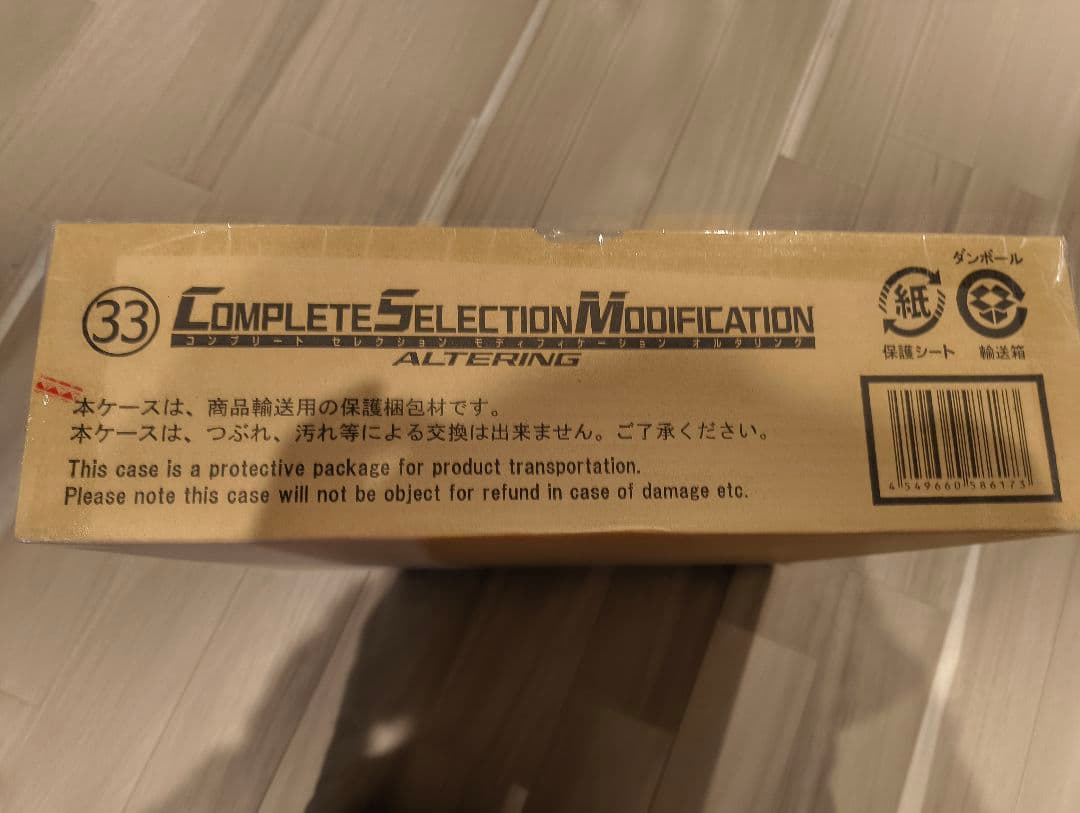 33 COMPLETE SELECTION MODIFICATION
コンプリート セレクション モディフィケーション オルタリング
ALTERING
本ケースは、商品輸送用の保護梱包材です。
本ケースは、つぶれ、汚れ等による交換は出来ません。ご了承ください。
This case is a protective package for product transportation.
Please note this case will not be object for refund in case of damage etc.
紙
保護シート
ダンボール
輸送箱
4 549660 586173